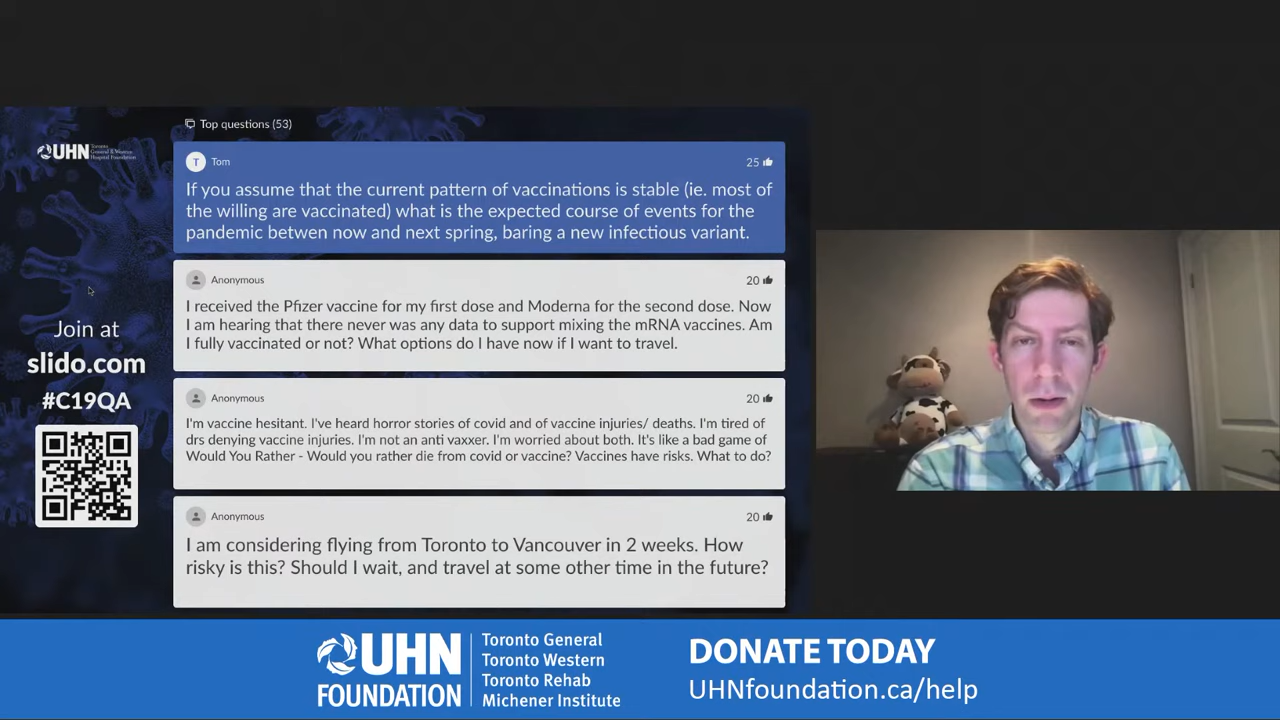 Top questions (53)
UHN Toronto
General & Western
Hospital Foundation
T Tom 25
If you assume that the current pattern of vaccinations is stable (ie. most of
the willing are vaccinated) what is the expected course of events for the
pandemic betwen now and next spring, baring a new infectious variant.
Anonymous 20
I received the Pfizer vaccine for my first dose and Moderna for the second dose. Now
I am hearing that there never was any data to support mixing the mRNA vaccines. Am
I fully vaccinated or not? What options do I have now if I want to travel.
Join at
slido.com
#C19QA
Anonymous 20
I'm vaccine hesitant. I've heard horror stories of covid and of vaccine injuries/ deaths. I'm tired of
drs denying vaccine injuries. I'm not an anti vaxxer. I'm worried about both. It's like a bad game of
Would You Rather - Would you rather die from covid or vaccine? Vaccines have risks. What to do?
Anonymous 20
I am considering flying from Toronto to Vancouver in 2 weeks. How
risky is this? Should I wait, and travel at some other time in the future?
UHN
FOUNDATION
Toronto General
Toronto Western
Toronto Rehab
Michener Institute
DONATE TODAY
UHNfoundation.ca/help